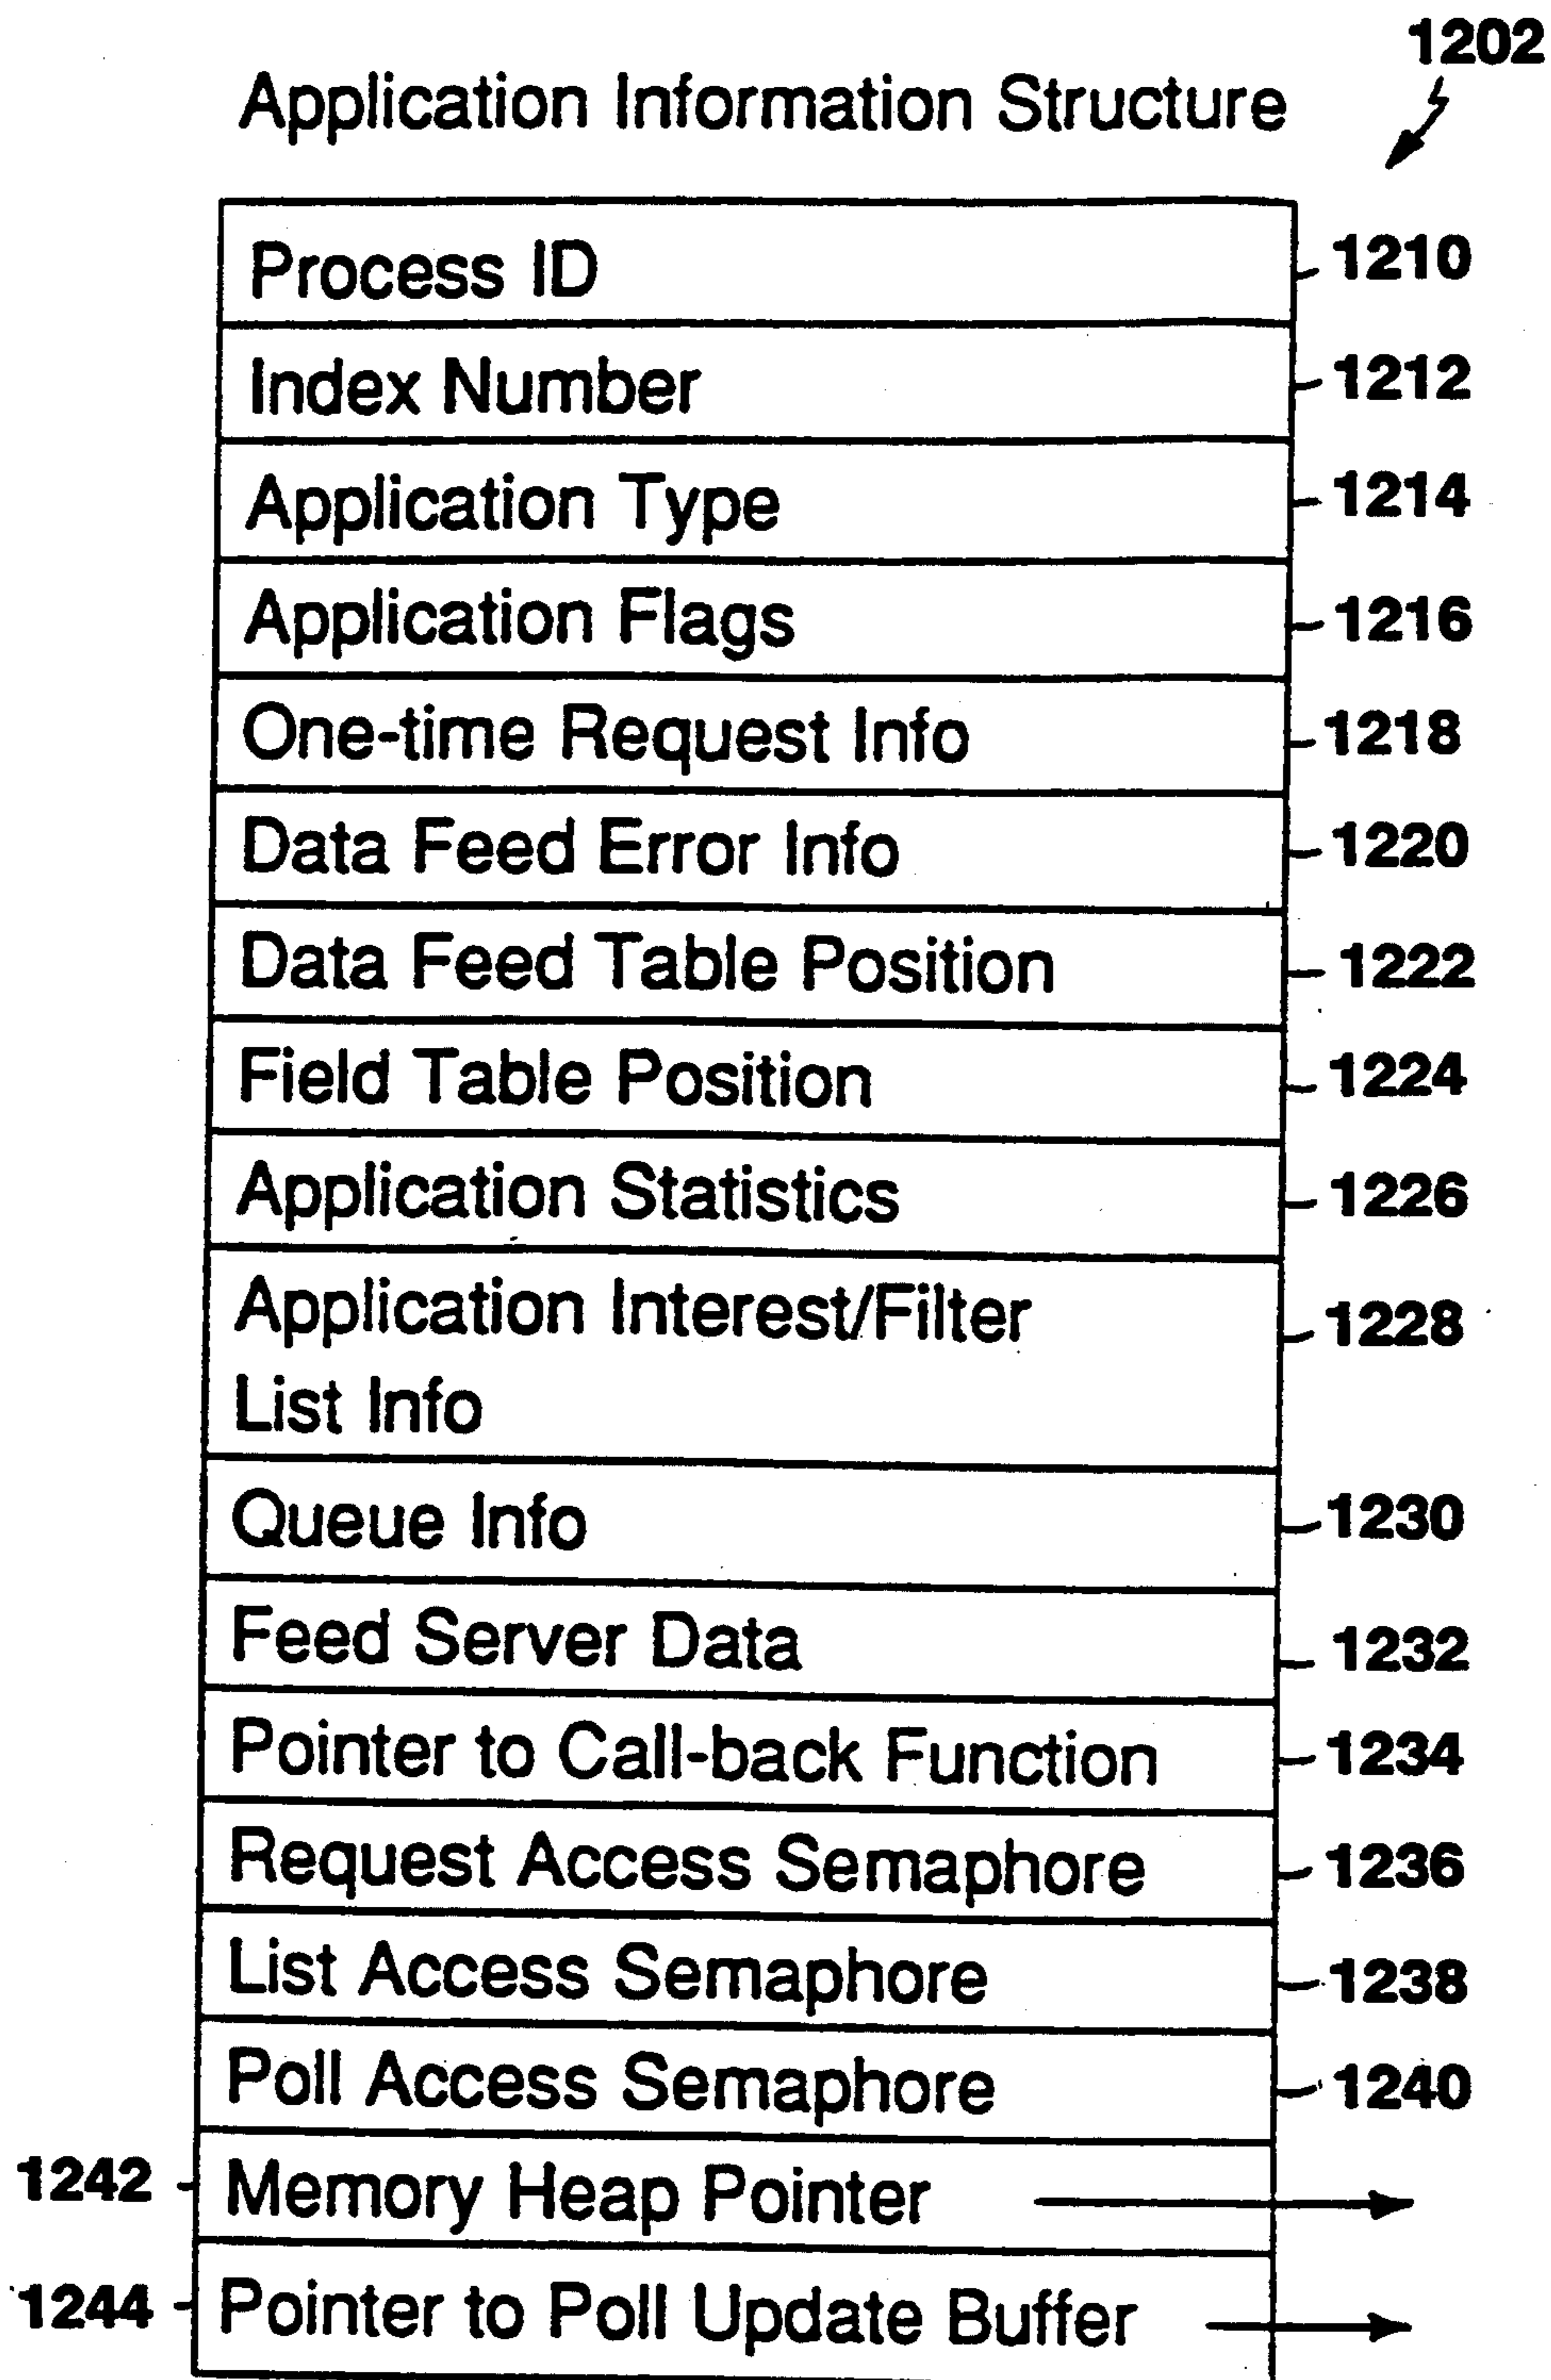 1202
Application Information Structure
Process ID 1210
Index Number 1212
Application Type 1214
Application Flags 1216
One-time Request Info 1218
Data Feed Error Info 1220
Data Feed Table Position 1222
Field Table Position 1224
Application Statistics 1226
Application Interest/Filter 1228
List Info
Queue Info 1230
Feed Server Data 1232
Pointer to Call-back Function 1234
Request Access Semaphore 1236
List Access Semaphore 1238
Poll Access Semaphore 1240
1242 Memory Heap Pointer
1244 Pointer to Poll Update Buffer